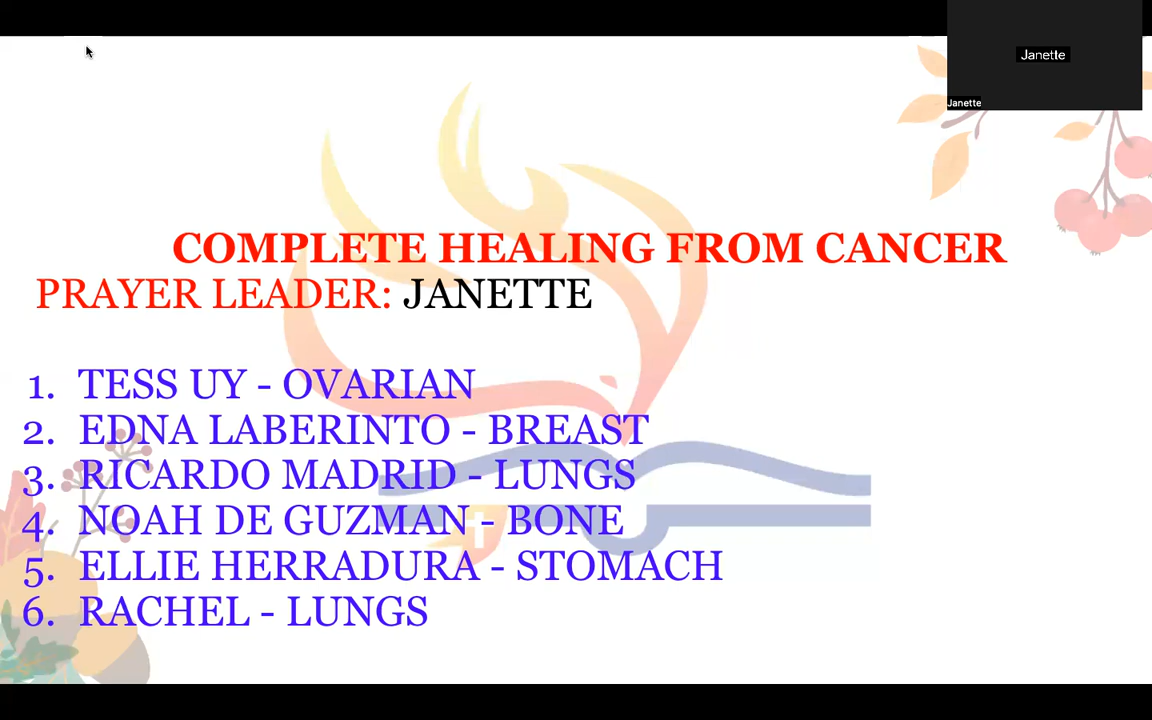 Janette
Janette
COMPLETE HEALING FROM CANCER
PRAYER LEADER: JANETTE
1. TESS UY - OVARIAN
2. EDNA LABERINTO - BREAST
3. RICARDO MADRID - LUNGS
4. NOAH DE GUZMAN - BONE
5. ELLIE HERRADURA - STOMACH
6. RACHEL - LUNGS